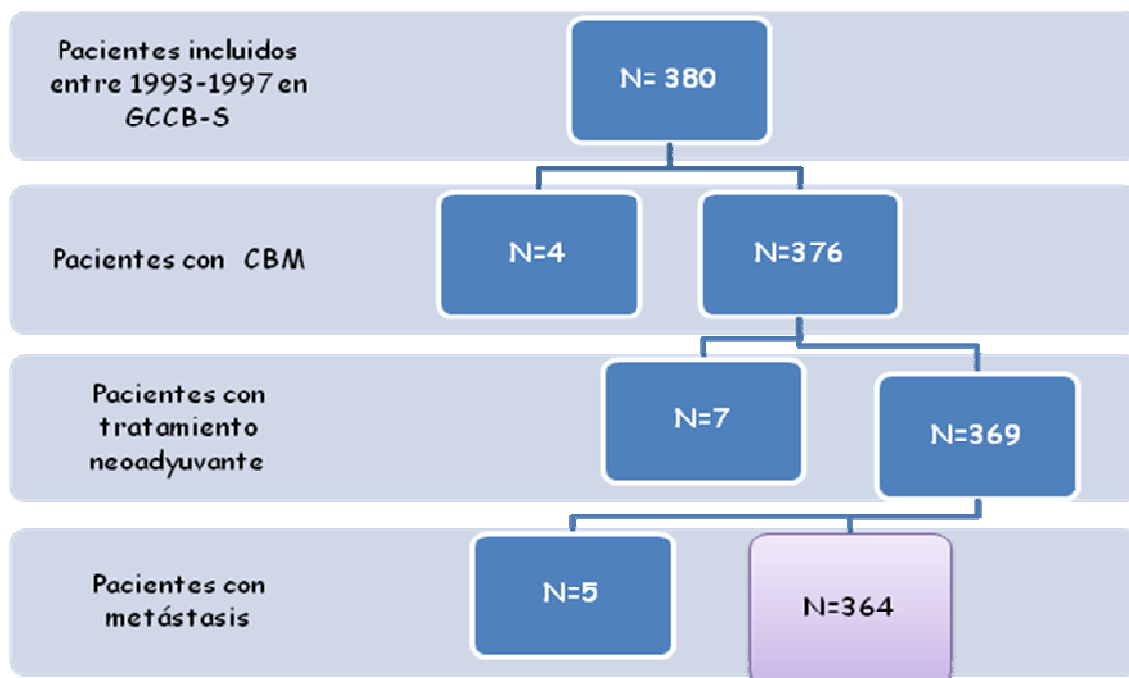 Pacientes incluidos
entre 1993-1997 en
GCCB-S
N= 380
Pacientes con CBM
N=4
N=376
Pacientes con
tratamiento
neoadyuvante
N=7
N=369
Pacientes con
metástasis
N=5
N=364